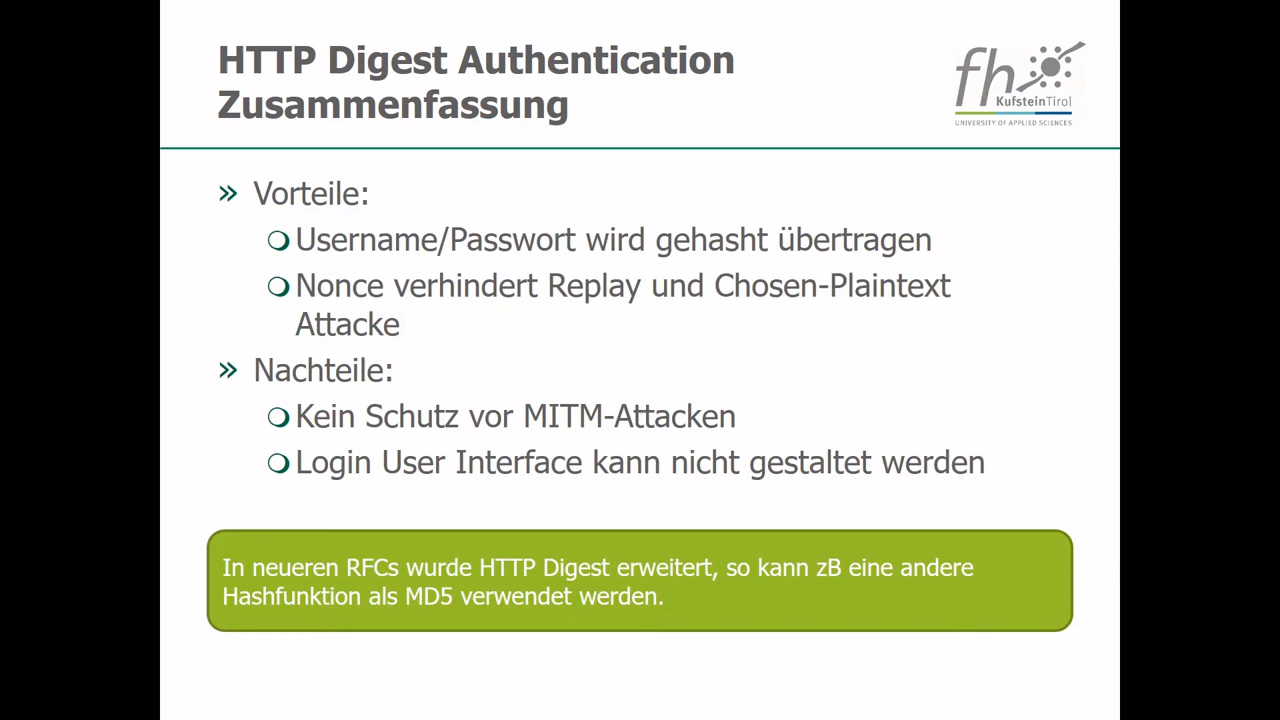 HTTP Digest Authentication
Zusammenfassung
fh
KufsteinTirol
UNIVERSITY OF APPLIED SCIENCES
» Vorteile:
Username/Passwort wird gehasht übertragen
Nonce verhindert Replay und Chosen-Plaintext
Attacke
» Nachteile:
Kein Schutz vor MITM-Attacken
Login User Interface kann nicht gestaltet werden
In neueren RFCs wurde HTTP Digest erweitert, so kann zB eine andere
Hashfunktion als MD5 verwendet werden.